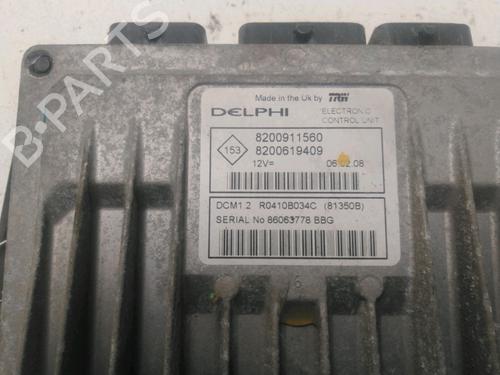 B-PARTS
Made in the Uk by TRW
DELPHI ELECTRONIC CONTROL UNIT
153
8200911560
8200619409
12V= 06.02.08
DCM1.2 R0410B034C (81350B)
SERIAL No 86063778 BBG